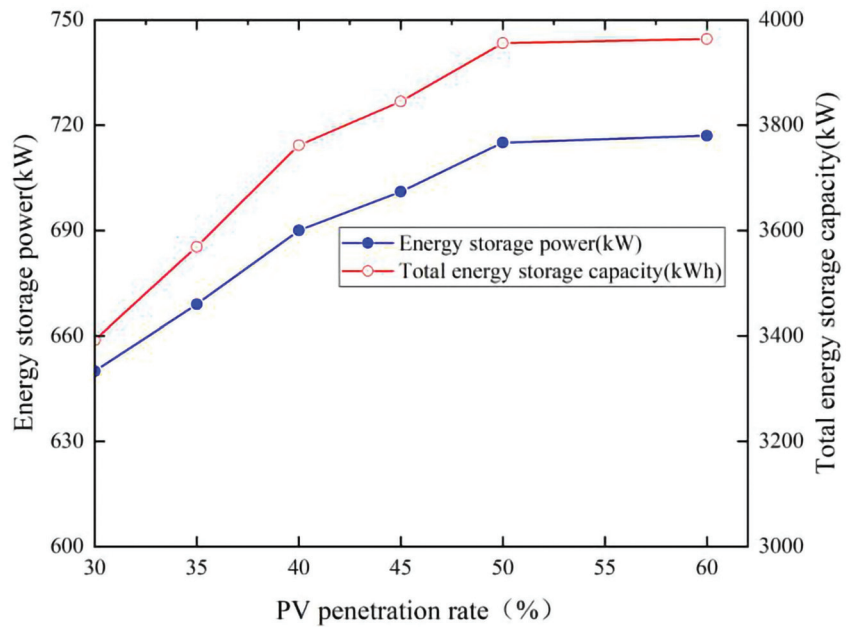 750
720
690
660
630
600
Energy storage power(kW)
4000
3800
3600
3400
3200
3000
Total energy storage capacity(kW)
Energy storage power(kW)
Total energy storage capacity(kWh)
30 35 40 45 50 55 60
PV penetration rate（%）